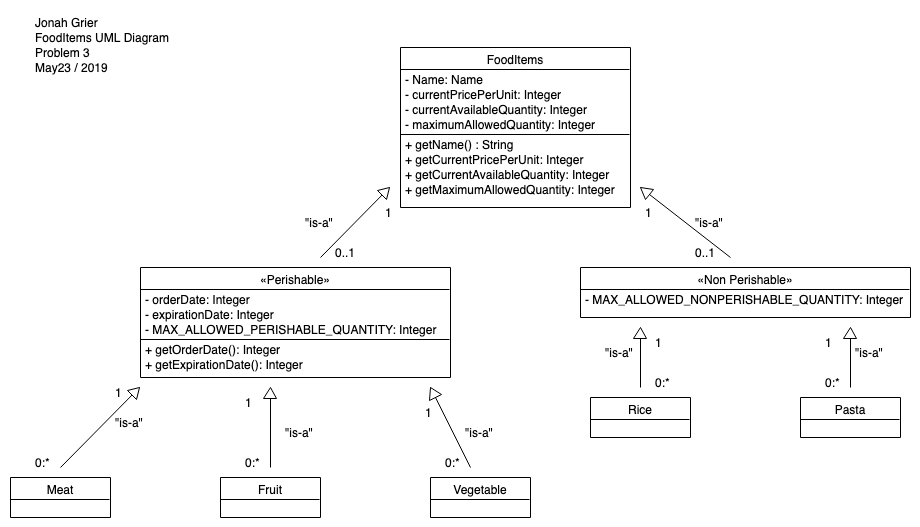 Jonah Grier
FoodItems UML Diagram
Problem 3
May23 / 2019
FoodItems
- Name: Name
- currentPricePerUnit: Integer
- currentAvailableQuantity: Integer
- maximumAllowedQuantity: Integer
+ getName() : String
+ getCurrentPricePerUnit: Integer
+ getCurrentAvailableQuantity: Integer
+ getMaximumAllowedQuantity: Integer
1
1
"is-a"
"is-a"
0..1
0..1
«Perishable»
- orderDate: Integer
- expirationDate: Integer
- MAX_ALLOWED_PERISHABLE_QUANTITY: Integer
+ getOrderDate(): Integer
+ getExpirationDate(): Integer
«Non Perishable»
- MAX_ALLOWED_NONPERISHABLE_QUANTITY: Integer
"is-a"
1
1
"is-a"
0:*
0:*
Rice
Pasta
1
1
1
"is-a"
"is-a"
"is-a"
0:*
0:*
0:*
Meat
Fruit
Vegetable